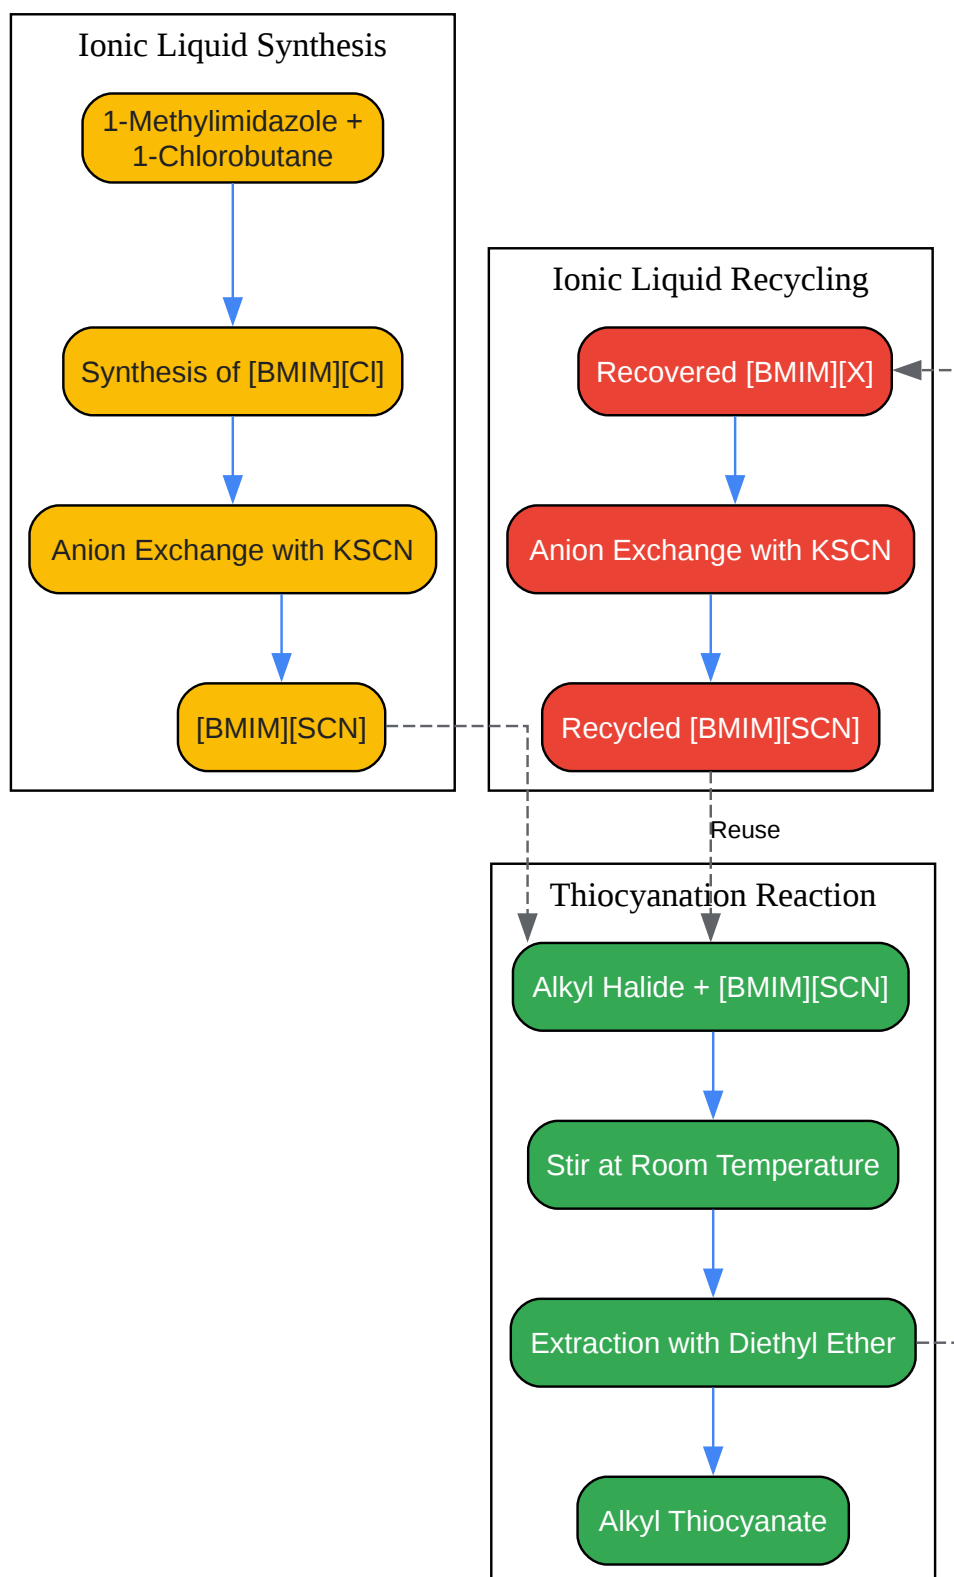 Ionic Liquid Synthesis
1-Methylimidazole +
1-Chlorobutane
Synthesis of [BMIM][Cl]
Anion Exchange with KSCN
[BMIM][SCN]
Ionic Liquid Recycling
Recovered [BMIM][X]
Anion Exchange with KSCN
Recycled [BMIM][SCN]
Reuse
Thiocyanation Reaction
Alkyl Halide + [BMIM][SCN]
Stir at Room Temperature
Extraction with Diethyl Ether
Alkyl Thiocyanate